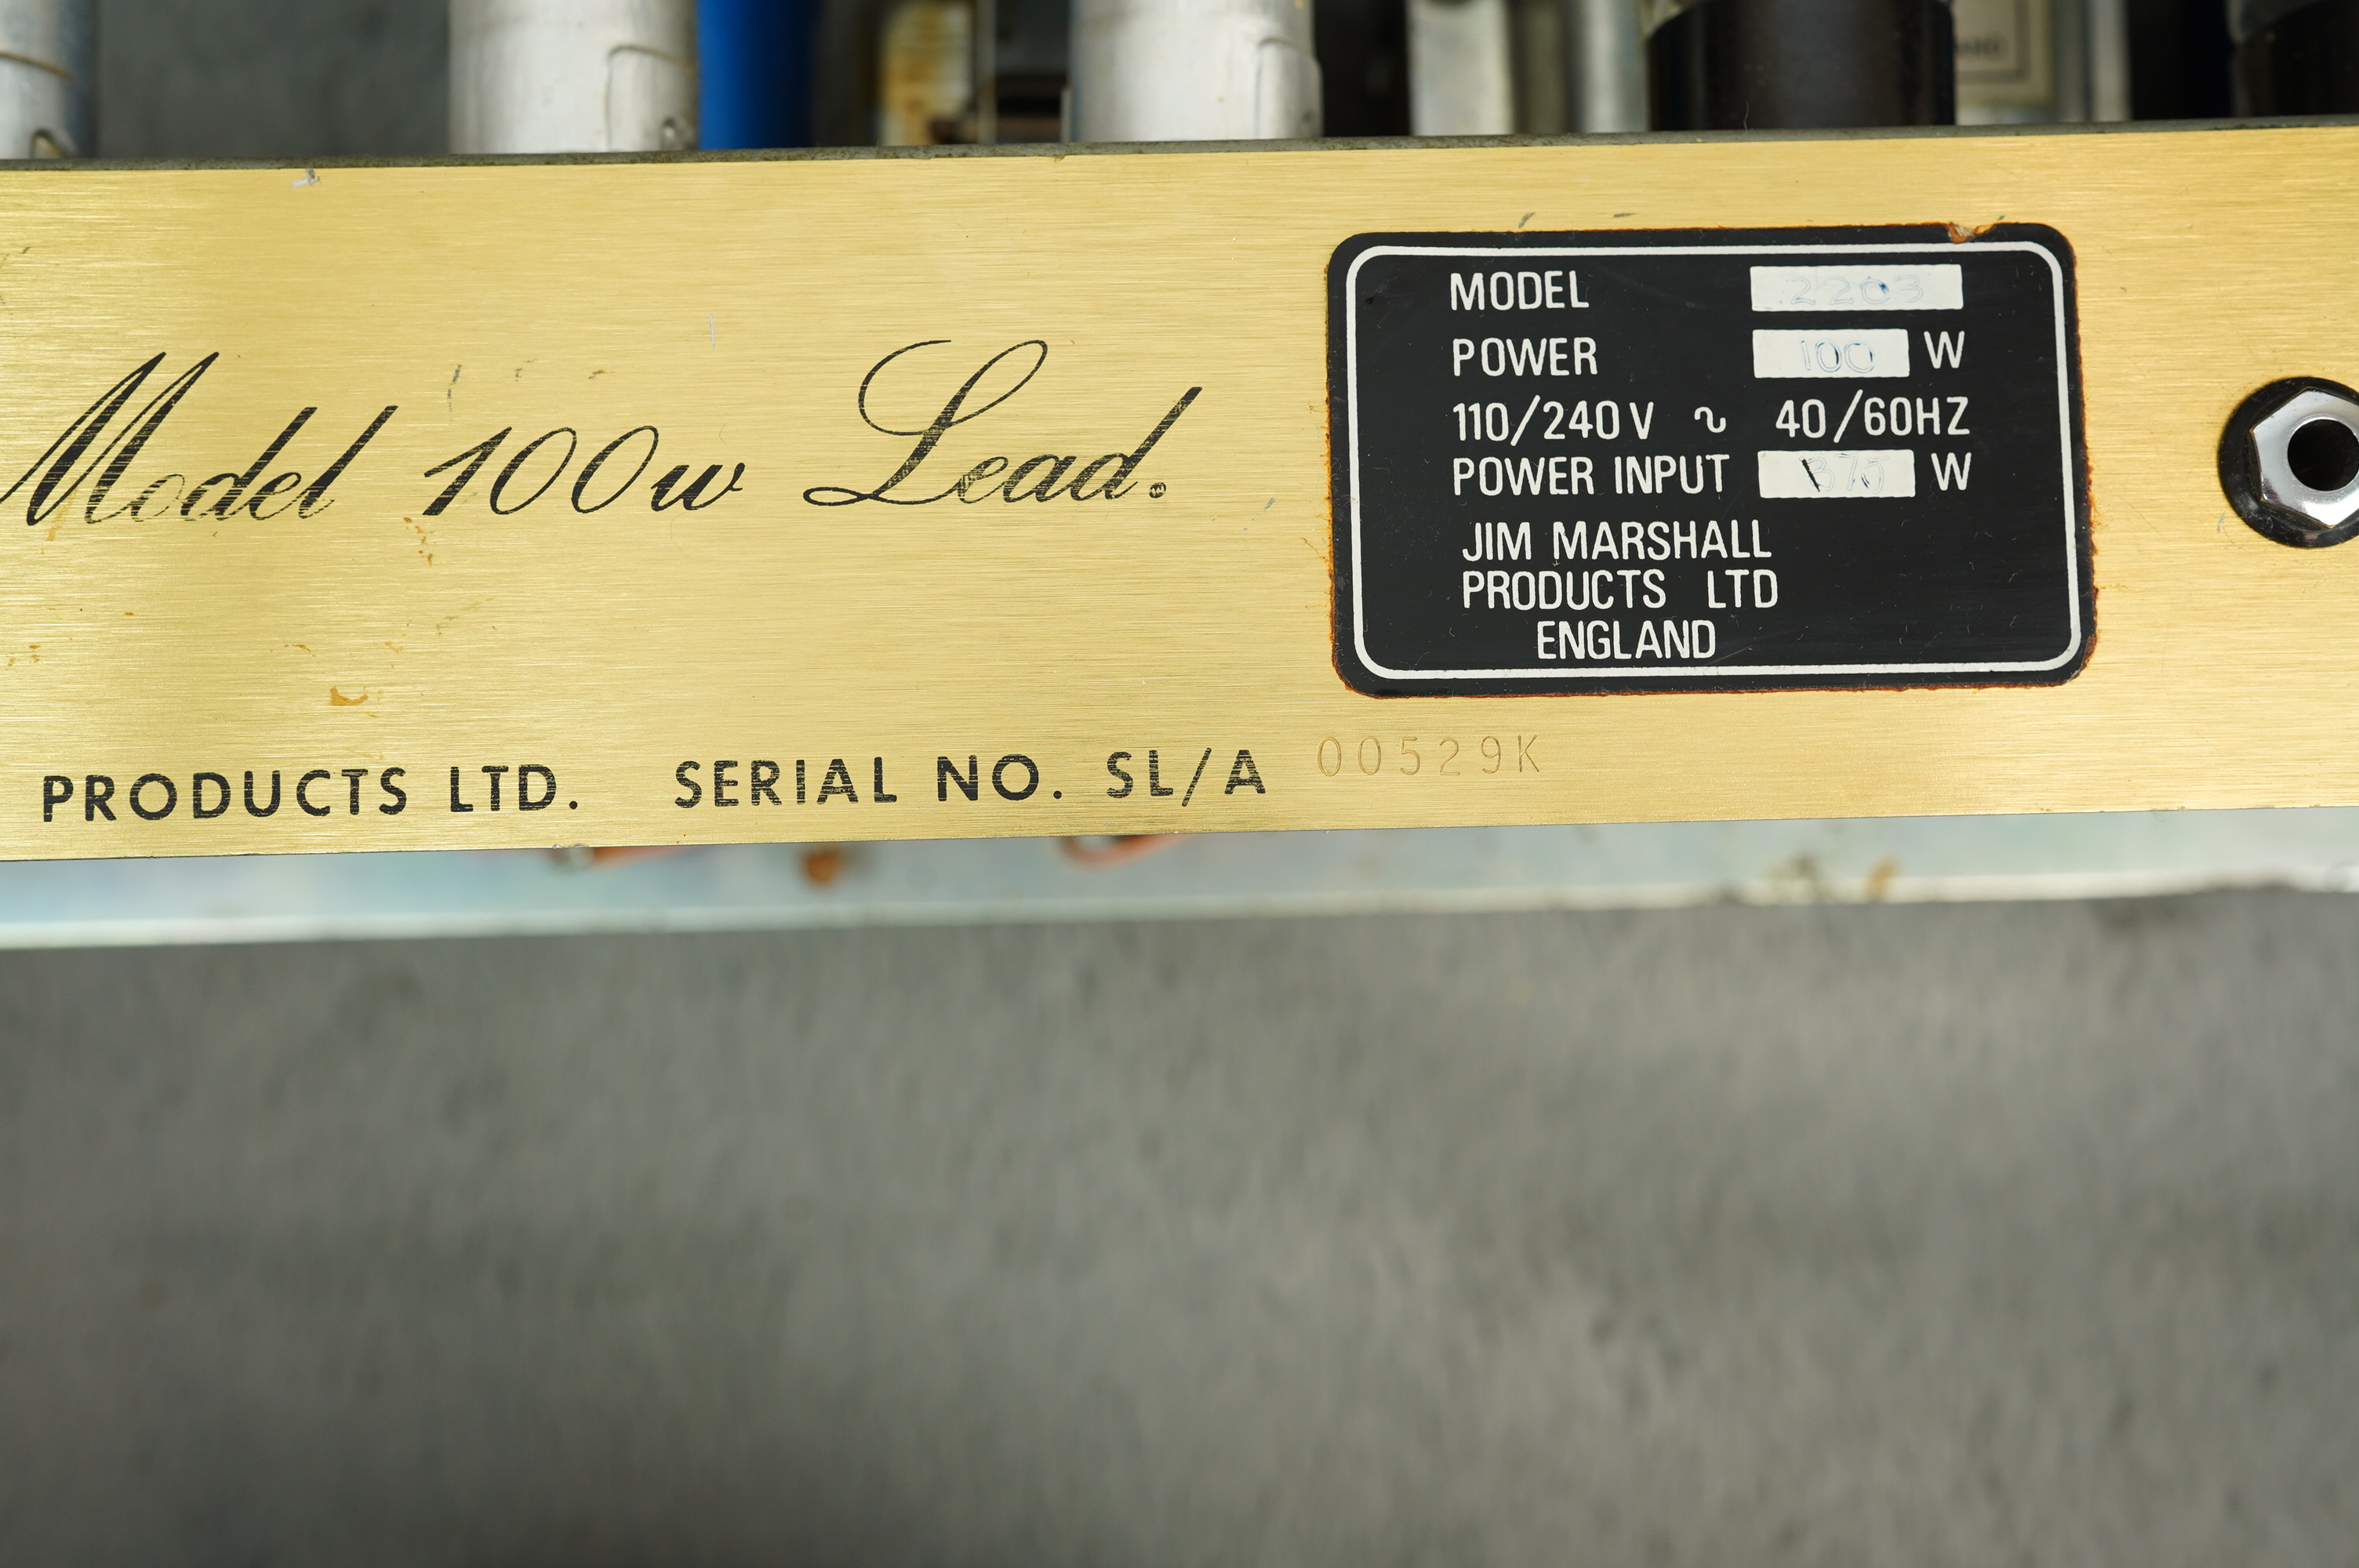 Model 100w Lead.
PRODUCTS LTD. SERIAL NO. SL/A 00529K
MODEL 2203
POWER 100 W
110/240V ~ 40/60HZ
POWER INPUT W
JIM MARSHALL
PRODUCTS LTD
ENGLAND